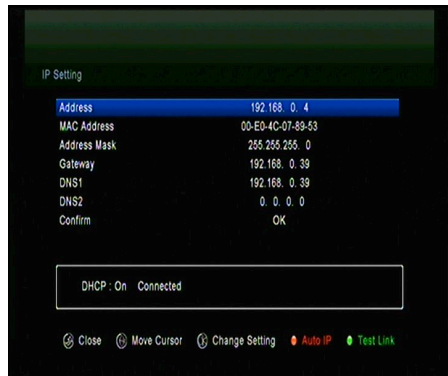 IP Setting
Address 192.168. 0. 4
MAC Address 00-E0-4C-07-89-53
Address Mask 255.255.255. 0
Gateway 192.168. 0. 39
DNS1 192.168. 0. 39
DNS2 0. 0. 0. 0
Confirm OK
DHCP : On Connected
Close Move Cursor Change Setting Auto IP Test Link